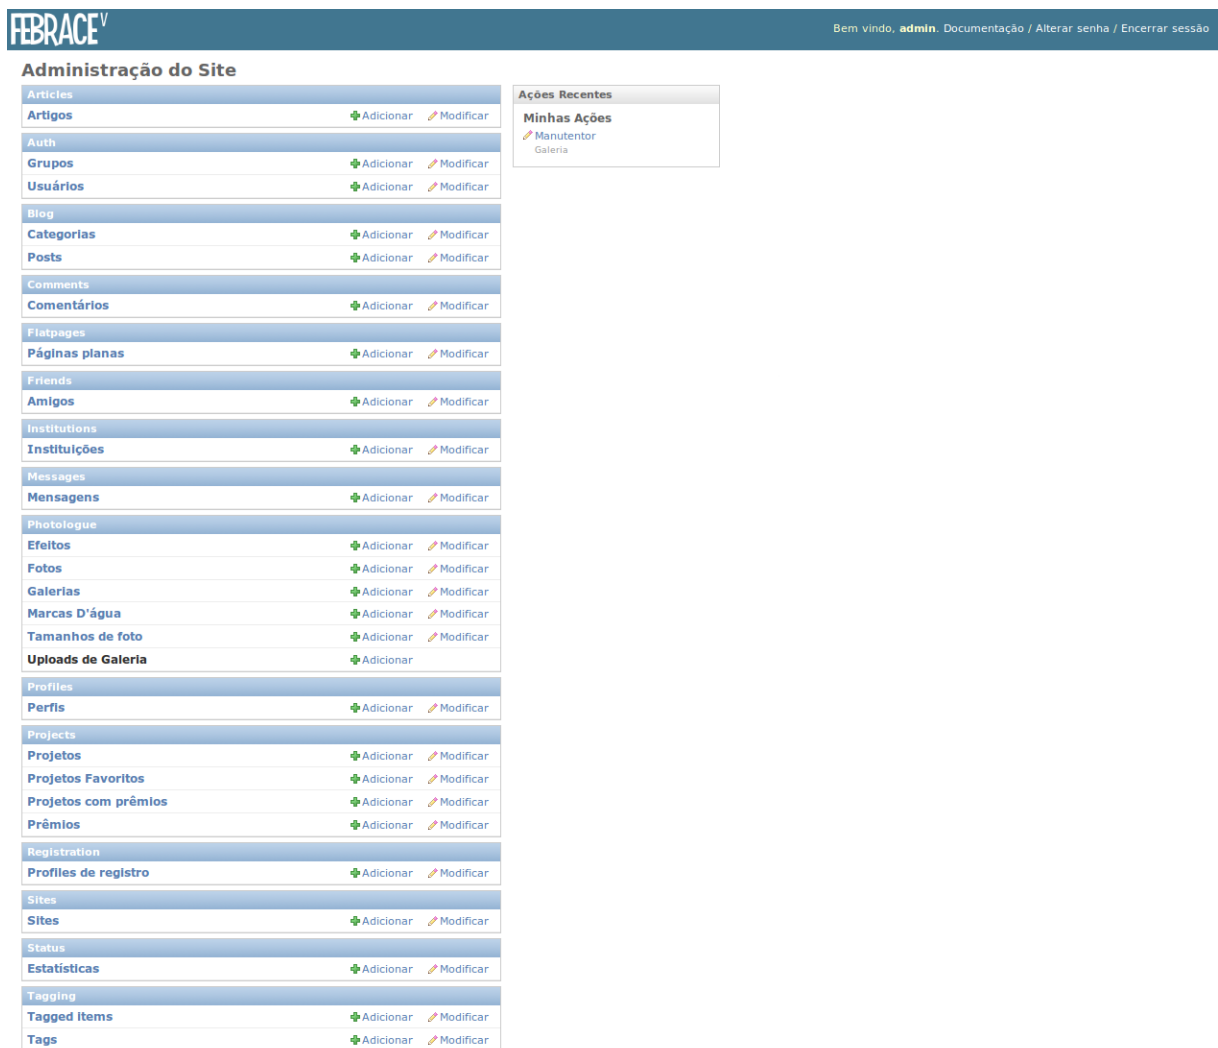 FEBRACE V
Bem vindo, admin. Documentação / Alterar senha / Encerrar sessão
Administração do Site
Articles
Artigos Adicionar Modificar
Auth
Grupos Adicionar Modificar
Usuários Adicionar Modificar
Blog
Categorias Adicionar Modificar
Posts Adicionar Modificar
Comments
Comentários Adicionar Modificar
Flatpages
Páginas planas Adicionar Modificar
Friends
Amigos Adicionar Modificar
Institutions
Instituições Adicionar Modificar
Messages
Mensagens Adicionar Modificar
Photologue
Efeitos Adicionar Modificar
Fotos Adicionar Modificar
Galerias Adicionar Modificar
Marcas D'água Adicionar Modificar
Tamanhos de foto Adicionar Modificar
Uploads de Galeria Adicionar
Profiles
Perfis Adicionar Modificar
Projects
Projetos Adicionar Modificar
Projetos Favoritos Adicionar Modificar
Projetos com prêmios Adicionar Modificar
Prêmios Adicionar Modificar
Registration
Profiles de registro Adicionar Modificar
Sites
Sites Adicionar Modificar
Status
Estatísticas Adicionar Modificar
Tagging
Tagged items Adicionar Modificar
Tags Adicionar Modificar
Ações Recentes
Minhas Ações
Manutentor
Galeria